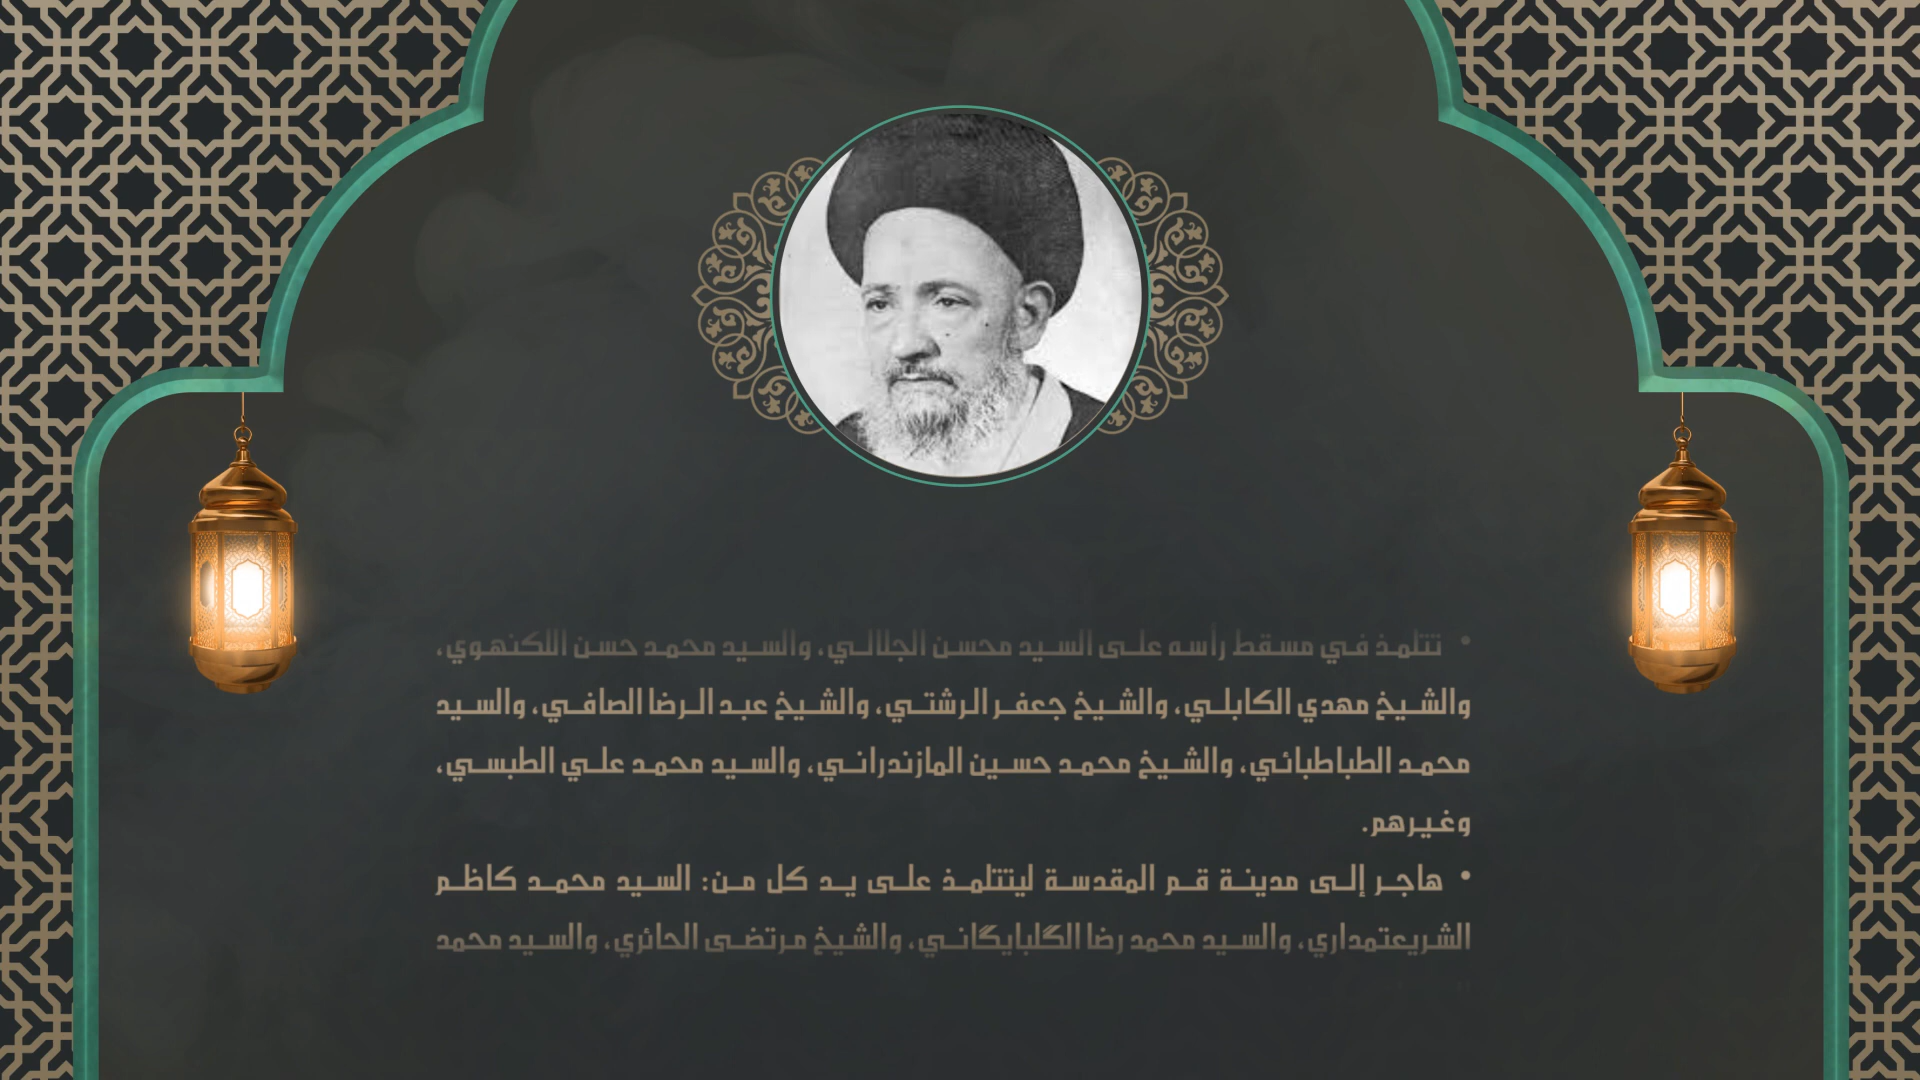 • تتلمذ في مسقط رأسه على السيد محسن الجلالي، والسيد محمد حسن اللكنهوي،
والشيخ مهدي الكابلي، والشيخ جعفر الرشتي، والشيخ عبد الرضا الصافي، والسيد
محمد الطباطبائي، والشيخ محمد حسين المازندراني، والسيد محمد علي الطبسي،
وغيرهم.
• هاجر إلى مدينة قم المقدسة ليتتلمذ على يد كل من: السيد محمد كاظم
الشريعتمداري، والسيد محمد رضا الگلبايگاني، والشيخ مرتضى الحائري، والسيد محمد